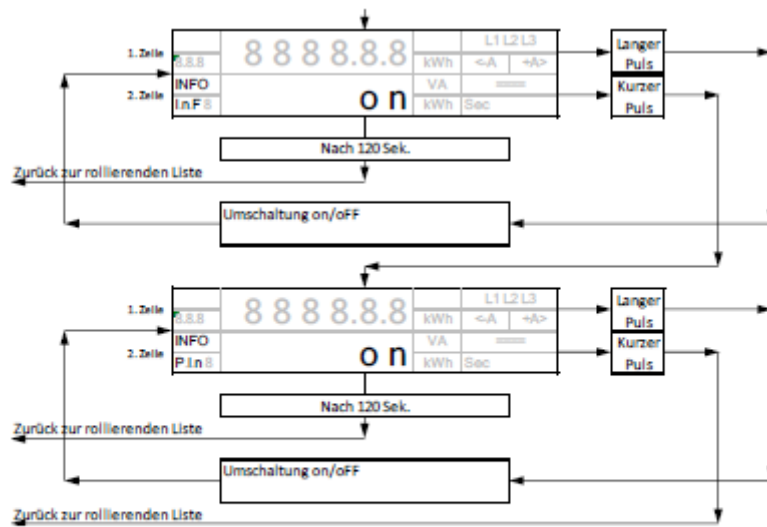 1. Zeile 8.8.8 8 8 8 8.8.8 kWh L1 L2 L3 <-A +A> Langer Puls
2. Zeile INFO I.n.F 8 on VA kWh Sec Kurzer Puls
Nach 120 Sek.
Zurück zur rollierenden Liste
Umschaltung on/oFF
1. Zeile 8.8.8 8 8 8 8.8.8 kWh L1 L2 L3 <-A +A> Langer Puls
2. Zeile INFO P.I.n 8 on VA kWh Sec Kurzer Puls
Nach 120 Sek.
Zurück zur rollierenden Liste
Umschaltung on/oFF
Zurück zur rollierenden Liste